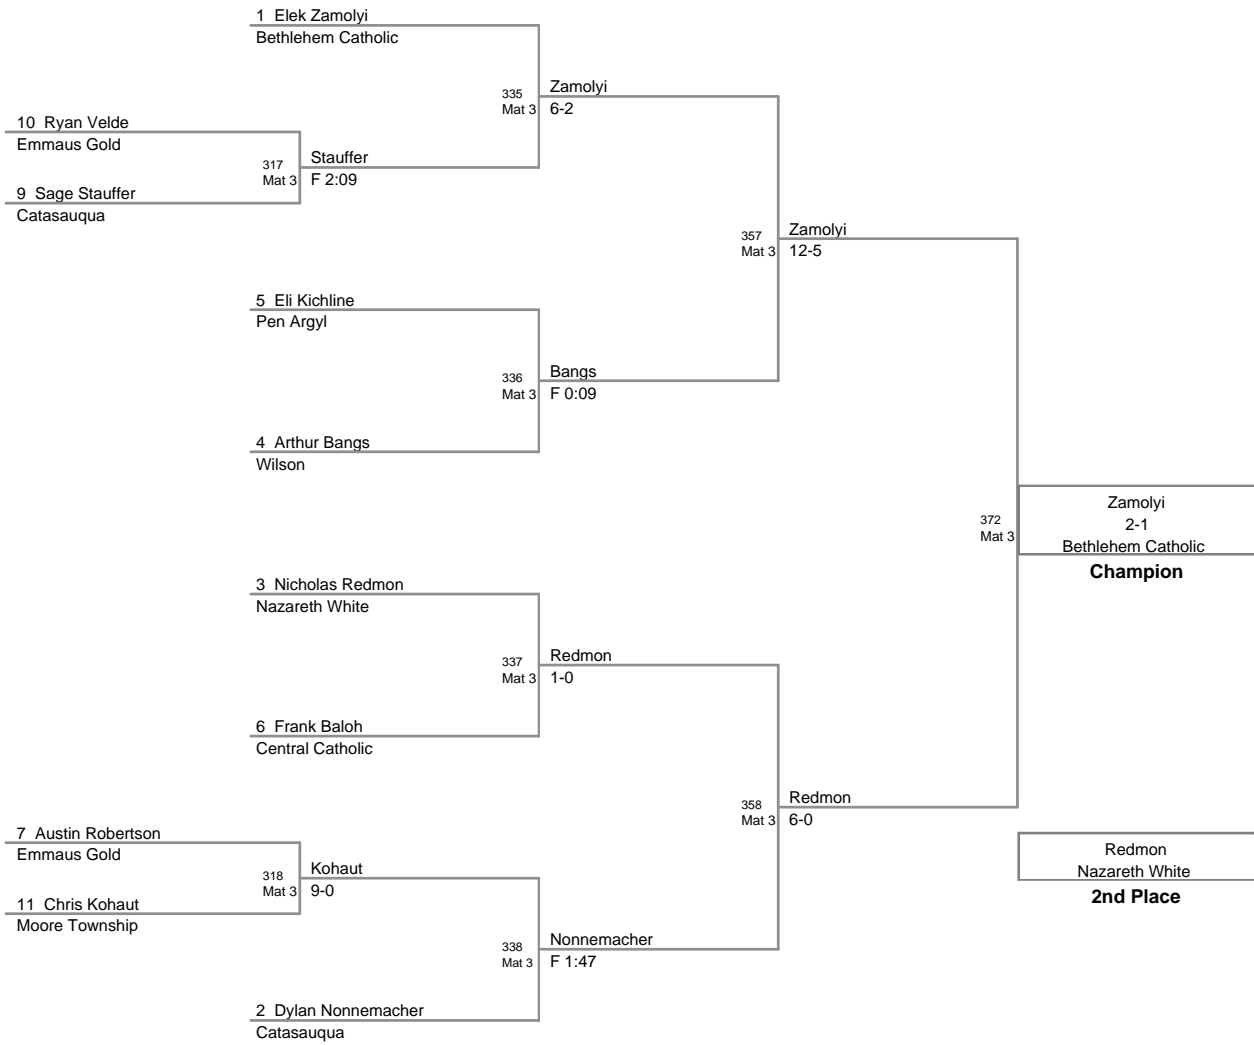 1 Elek Zamolyi
Bethlehem Catholic
335
Mat 3
Zamolyi
6-2
10 Ryan Velde
Emmaus Gold
317
Mat 3
Stauffer
F 2:09
9 Sage Stauffer
Catasauqua
357
Mat 3
Zamolyi
12-5
5 Eli Kichline
Pen Argyl
336
Mat 3
Bangs
F 0:09
4 Arthur Bangs
Wilson
372
Mat 3
Zamolyi
2-1
Bethlehem Catholic
Champion
3 Nicholas Redmon
Nazareth White
337
Mat 3
Redmon
1-0
6 Frank Baloh
Central Catholic
358
Mat 3
Redmon
6-0
7 Austin Robertson
Emmaus Gold
318
Mat 3
Kohaut
9-0
11 Chris Kohaut
Moore Township
Redmon
Nazareth White
2nd Place
338
Mat 3
Nonnemacher
F 1:47
2 Dylan Nonnemacher
Catasauqua